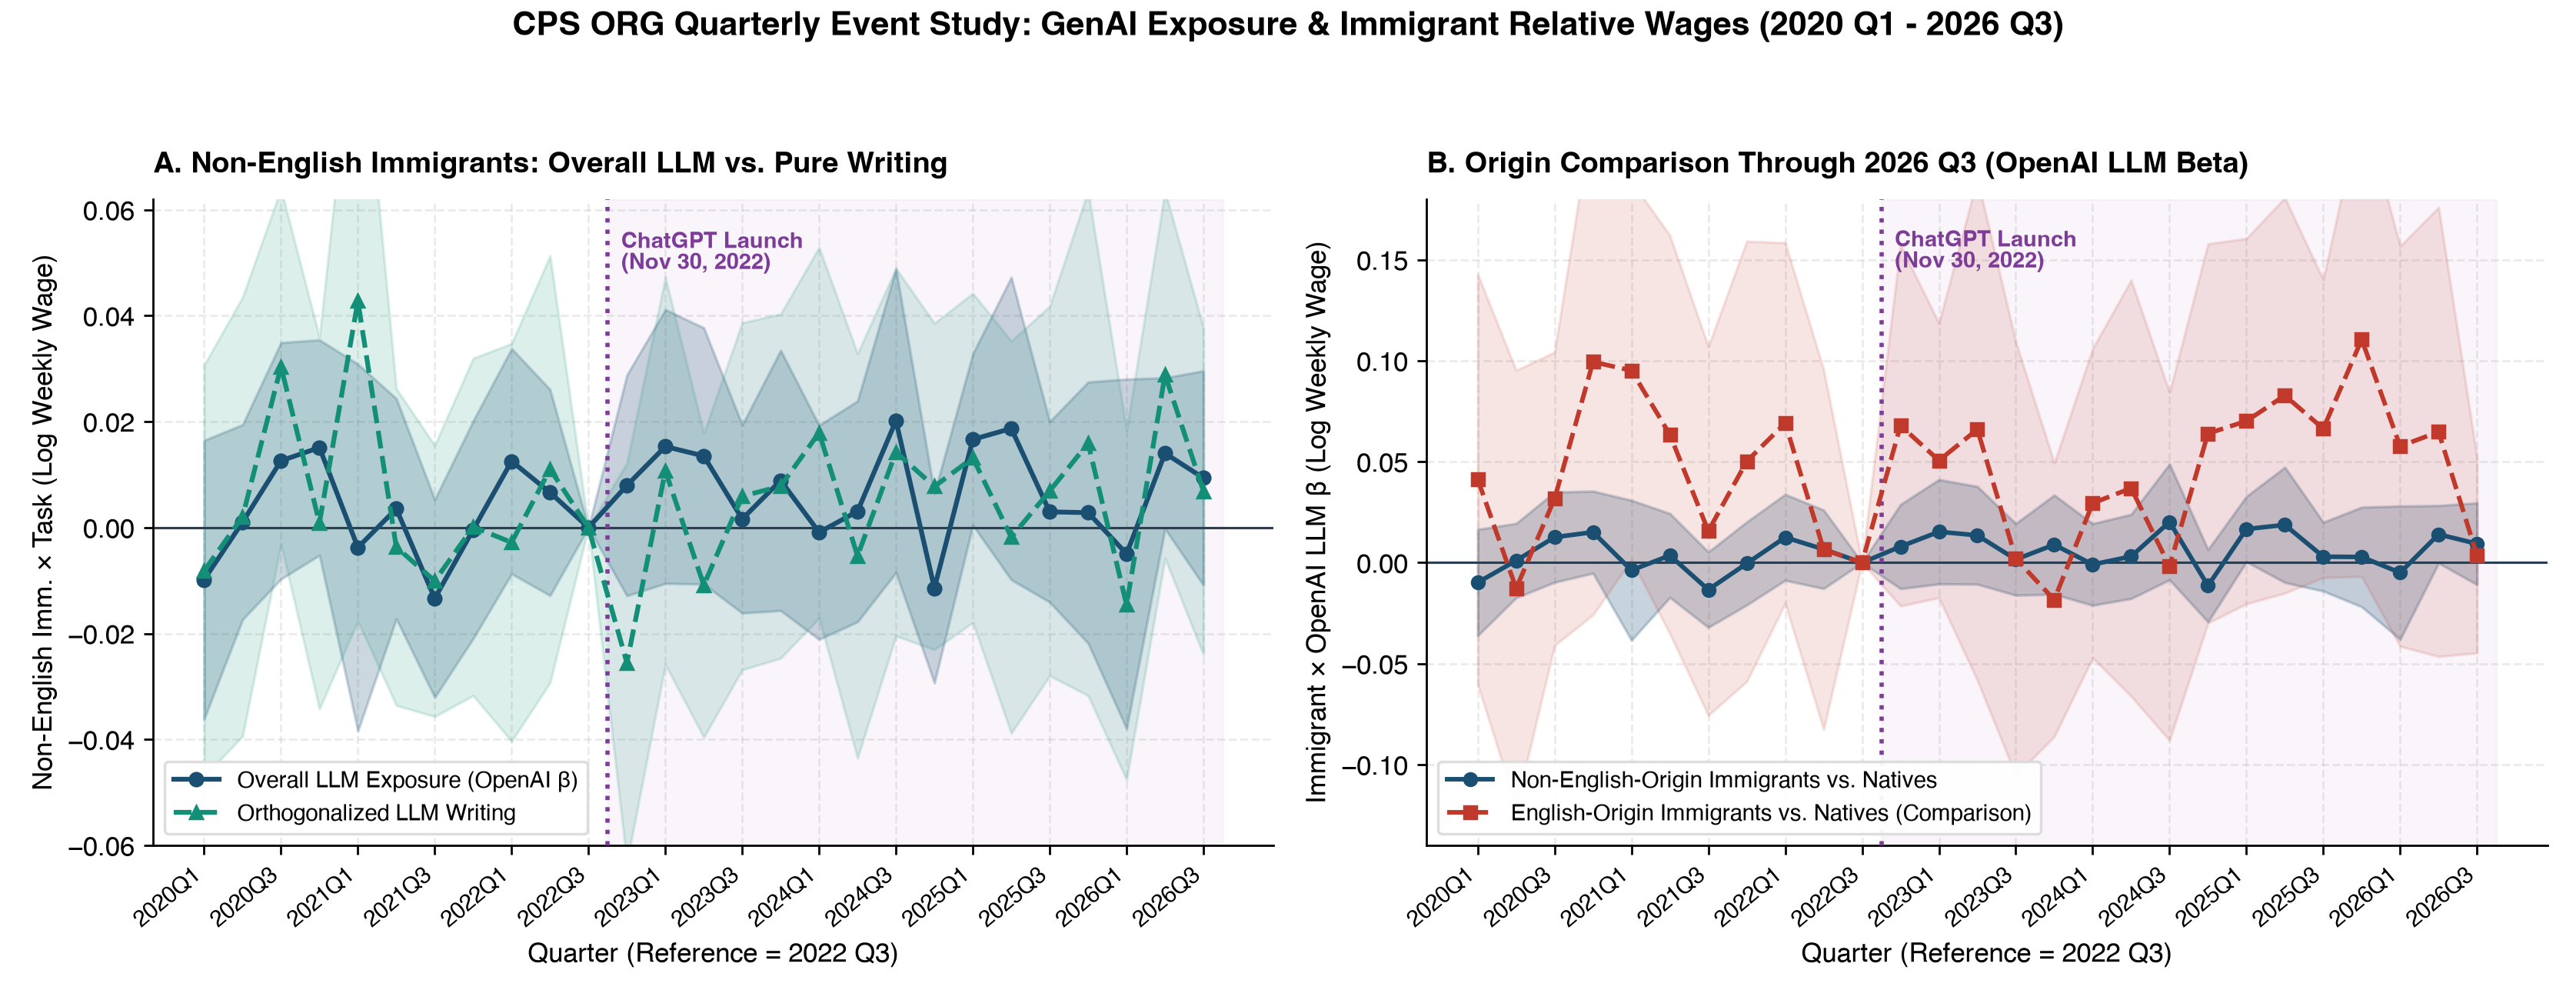 CPS ORG Quarterly Event Study: GenAI Exposure & Immigrant Relative Wages (2020 Q1 - 2026 Q3)
A. Non-English Immigrants: Overall LLM vs. Pure Writing
Non-English Imm. × Task (Log Weekly Wage)
0.06
0.04
0.02
0.00
−0.02
−0.04
−0.06
ChatGPT Launch
(Nov 30, 2022)
Overall LLM Exposure (OpenAI β)
Orthogonalized LLM Writing
2020Q1
2020Q3
2021Q1
2021Q3
2022Q1
2022Q3
2023Q1
2023Q3
2024Q1
2024Q3
2025Q1
2025Q3
2026Q1
2026Q3
Quarter (Reference = 2022 Q3)
B. Origin Comparison Through 2026 Q3 (OpenAI LLM Beta)
Immigrant × OpenAI LLM β (Log Weekly Wage)
0.15
0.10
0.05
0.00
−0.05
−0.10
ChatGPT Launch
(Nov 30, 2022)
Non-English-Origin Immigrants vs. Natives
English-Origin Immigrants vs. Natives (Comparison)
2020Q1
2020Q3
2021Q1
2021Q3
2022Q1
2022Q3
2023Q1
2023Q3
2024Q1
2024Q3
2025Q1
2025Q3
2026Q1
2026Q3
Quarter (Reference = 2022 Q3)